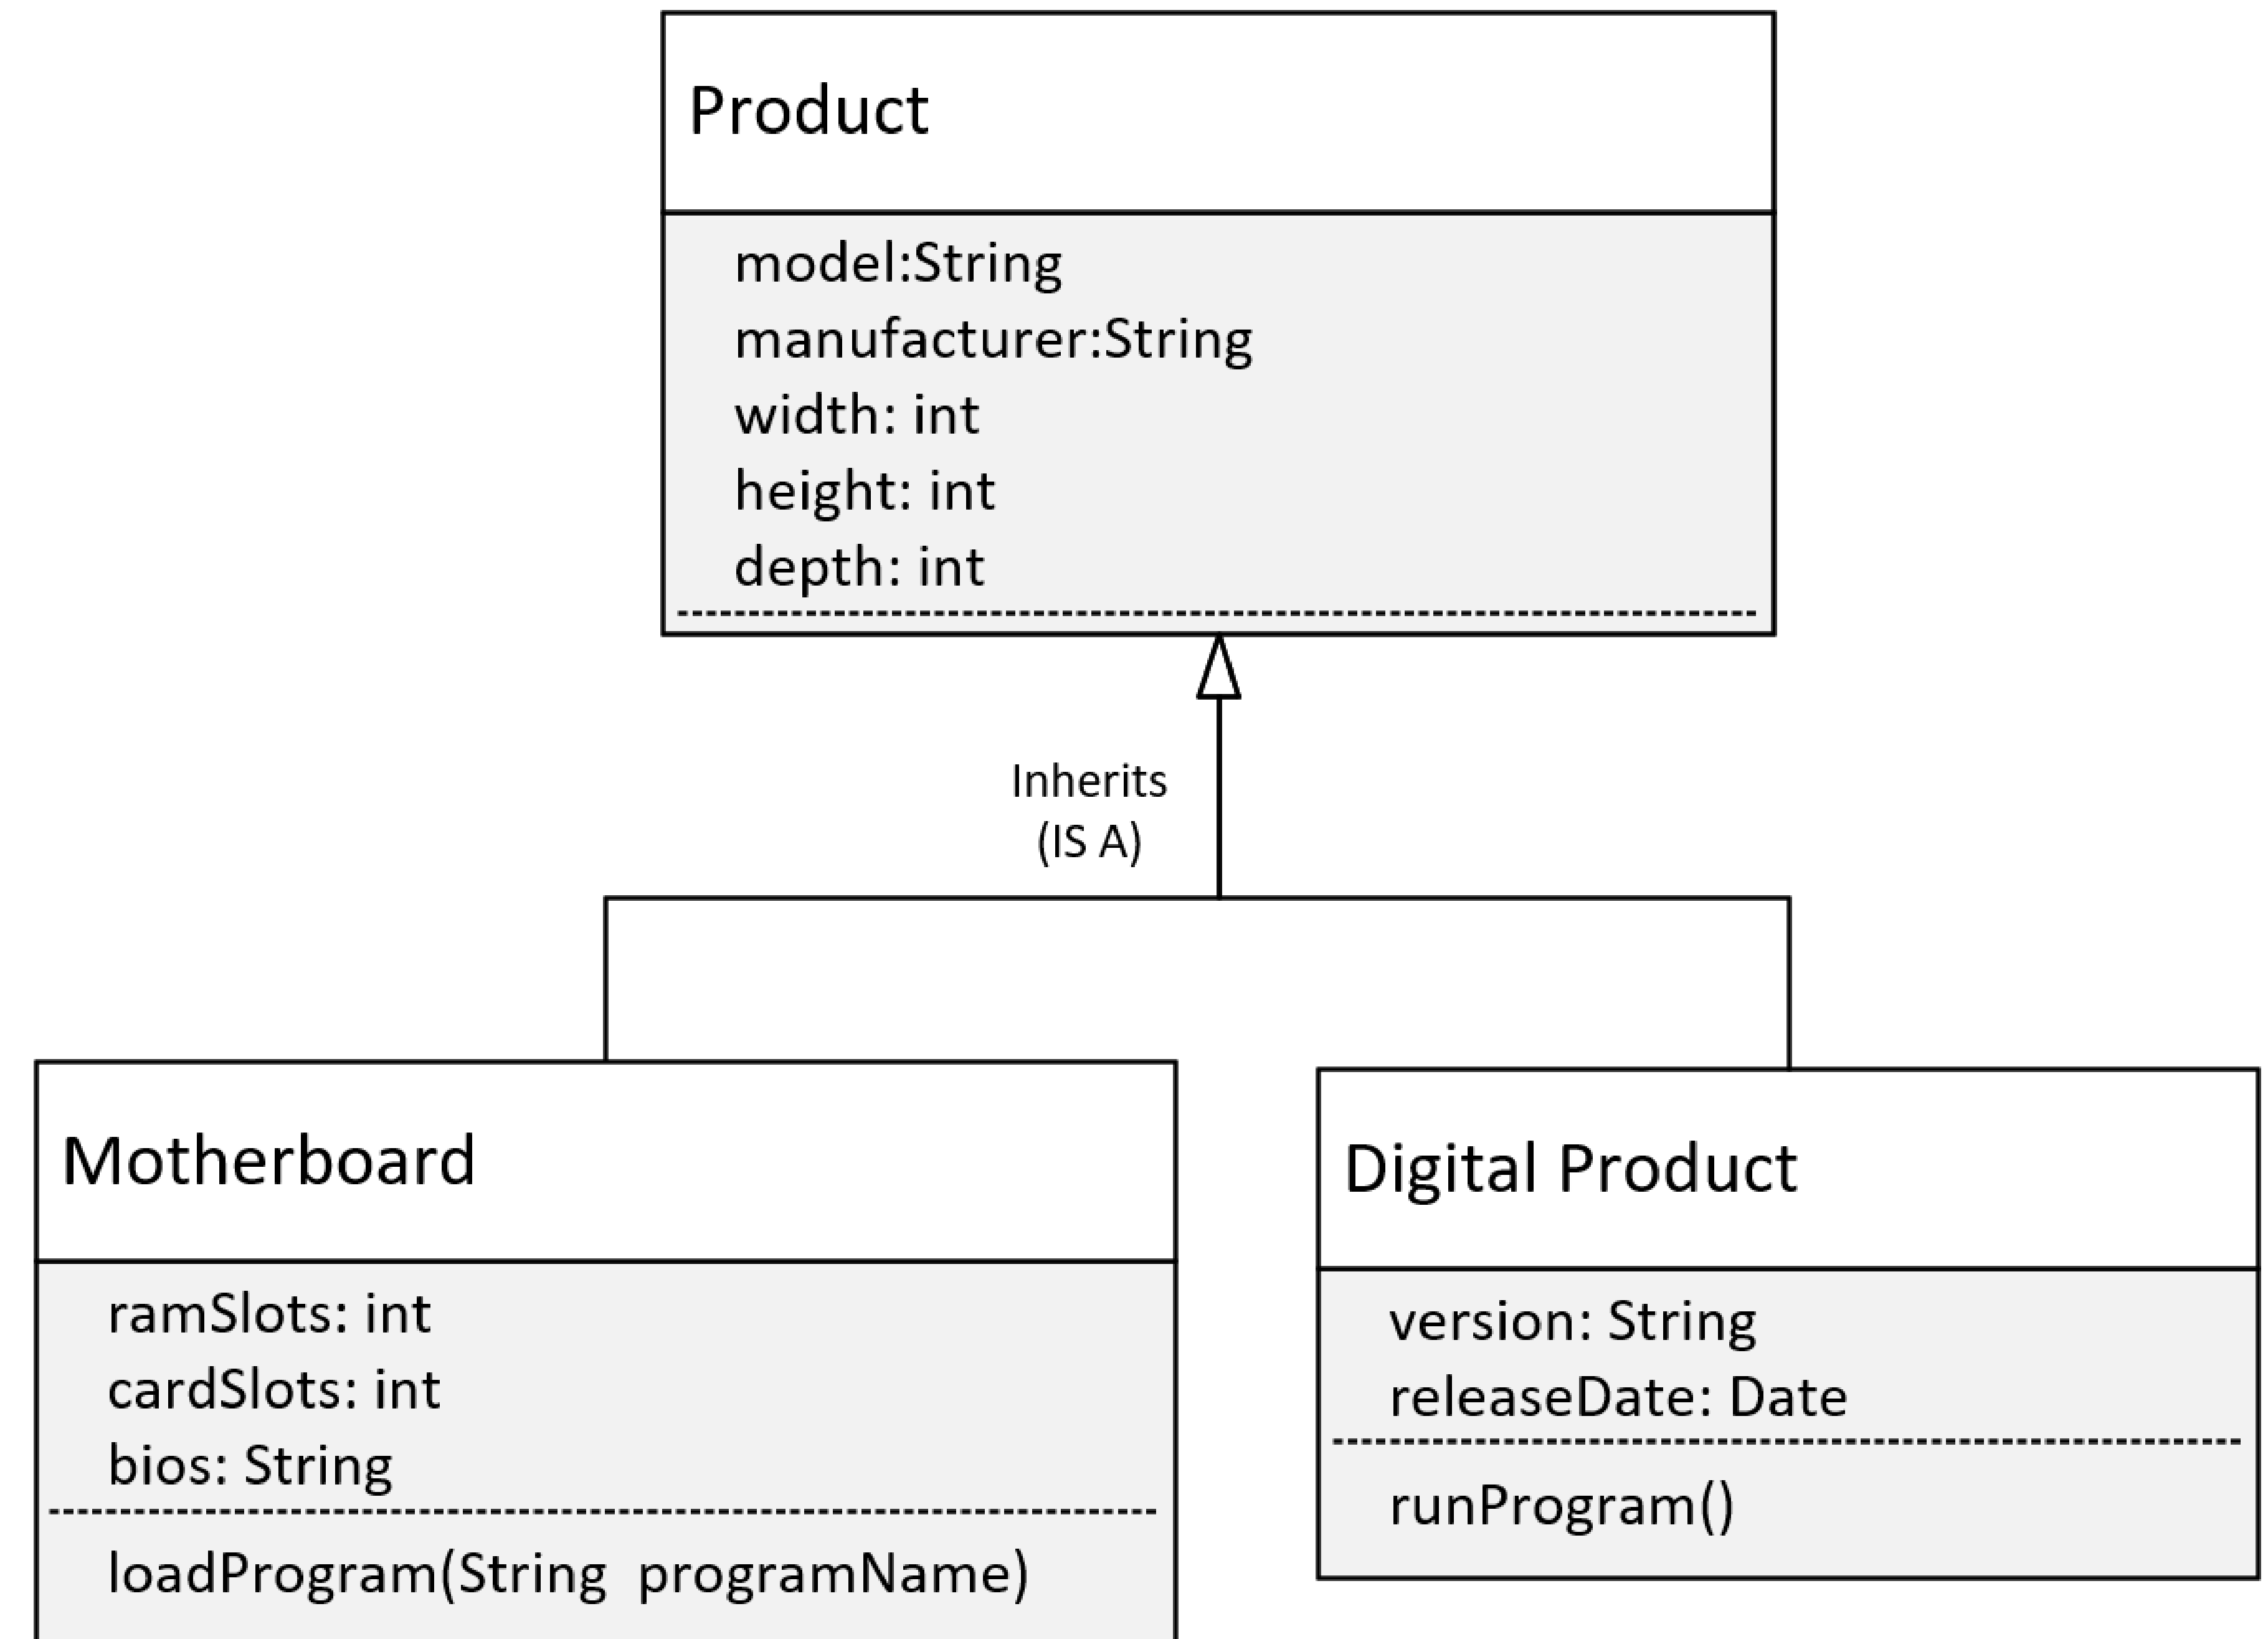 Product
model:String
manufacturer:String
width: int
height: int
depth: int
Inherits
(IS A)
Motherboard
ramSlots: int
cardSlots: int
bios: String
loadProgram(String  programName)
Digital Product
version: String
releaseDate: Date
runProgram()